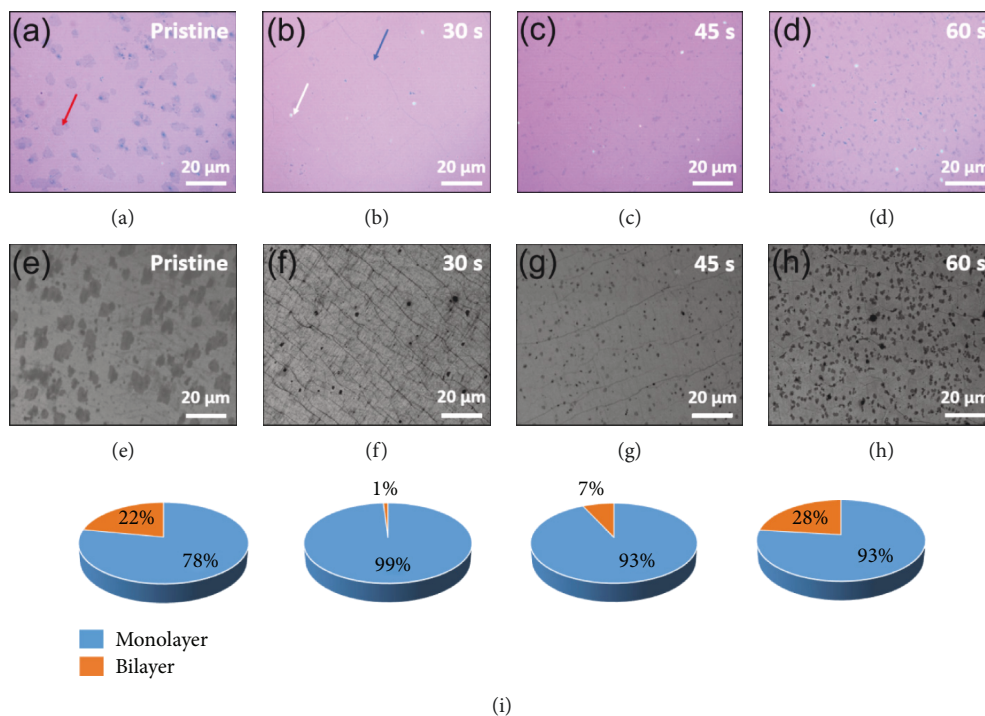 (a) Pristine
20 μm
(b) 30 s
20 μm
(c) 45 s
20 μm
(d) 60 s
20 μm
(a) (b) (c) (d)
(e) Pristine
20 μm
(f) 30 s
20 μm
(g) 45 s
20 μm
(h) 60 s
20 μm
(e) (f) (g) (h)
22%
78%
1%
99%
7%
93%
28%
93%
Monolayer
Bilayer
(i)